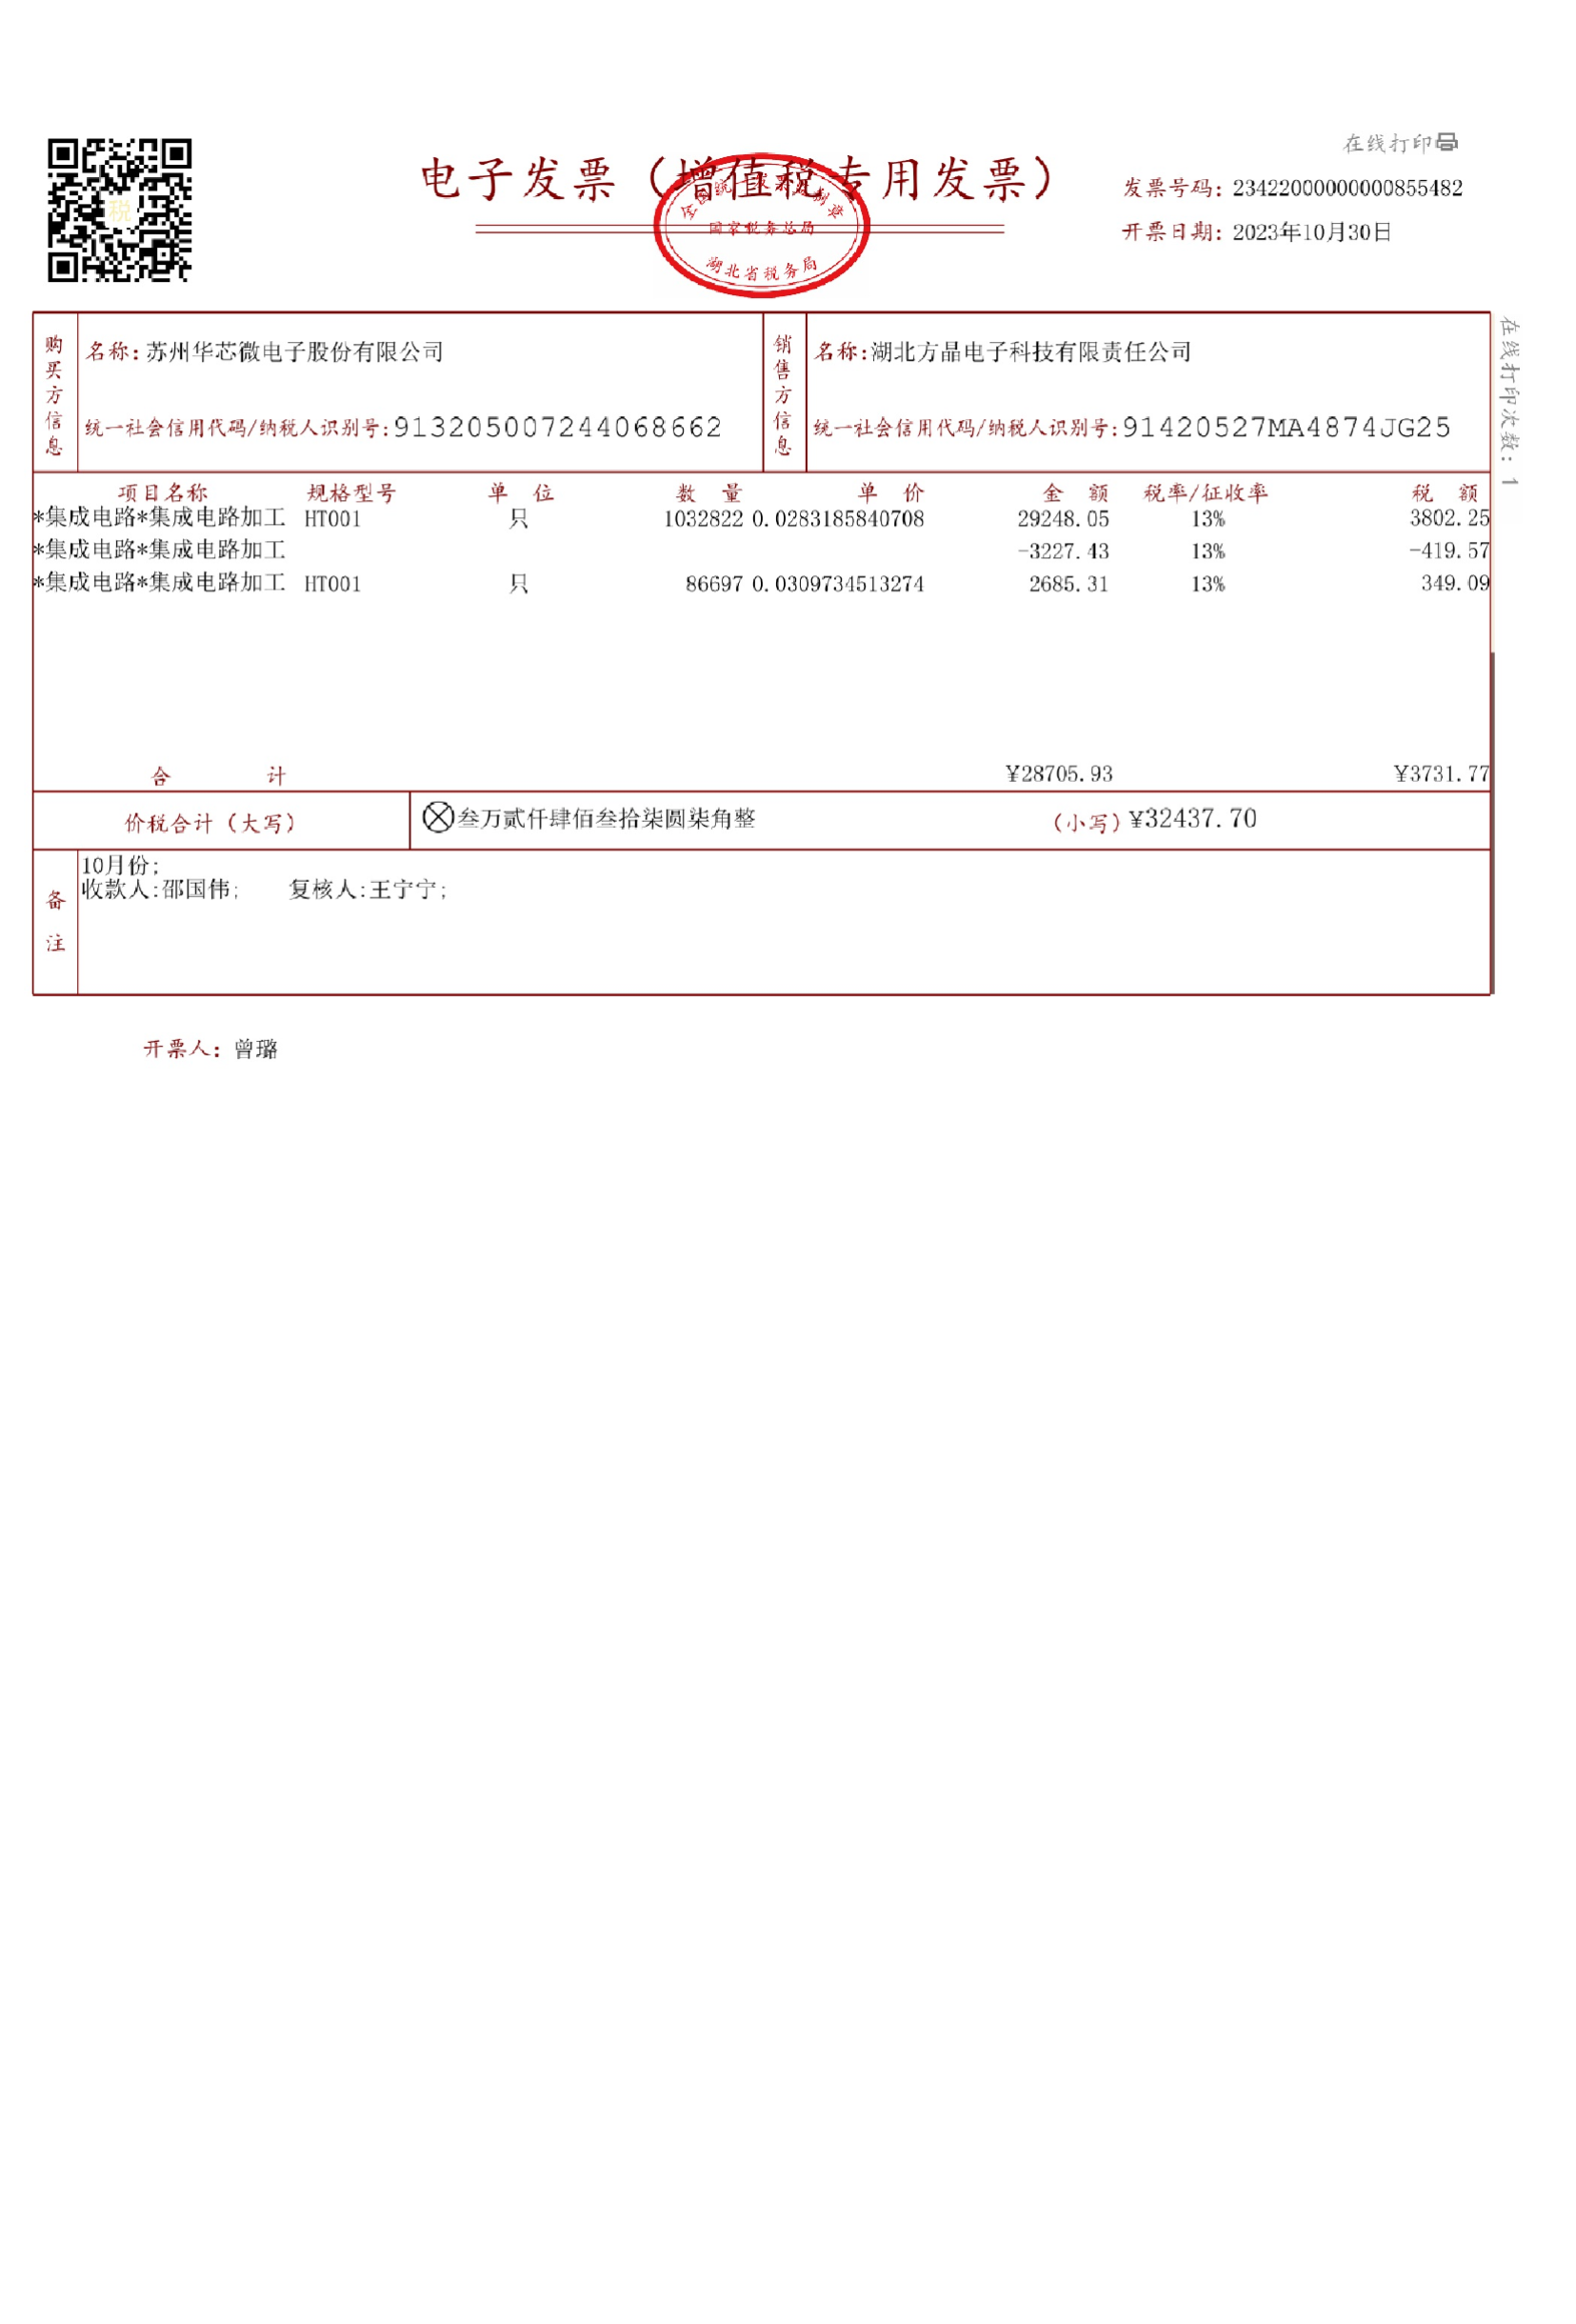 在线打印
电子发票（增值税专用发票）
发票号码: 23422000000000855482
开票日期: 2023年10月30日
全国统一发票监制章
国家税务总局
湖北省税务局
税
购买方信息
名称: 苏州华芯微电子股份有限公司
统一社会信用代码/纳税人识别号: 913205007244068662
销售方信息
名称: 湖北方晶电子科技有限责任公司
统一社会信用代码/纳税人识别号: 91420527MA4874JG25
在线打印次数: 1
项目名称 规格型号 单位 数量 单价 金额 税率/征收率 税额
*集成电路*集成电路加工 HT001 只 1032822 0.0283185840708 29248.05 13% 3802.25
*集成电路*集成电路加工 -3227.43 13% -419.57
*集成电路*集成电路加工 HT001 只 86697 0.0309734513274 2685.31 13% 349.09
合计 ¥28705.93 ¥3731.77
价税合计（大写） ⊗叁万贰仟肆佰叁拾柒圆柒角整 (小写) ¥32437.70
备注
10月份;
收款人:邵国伟; 复核人:王宁宁;
开票人: 曾璐